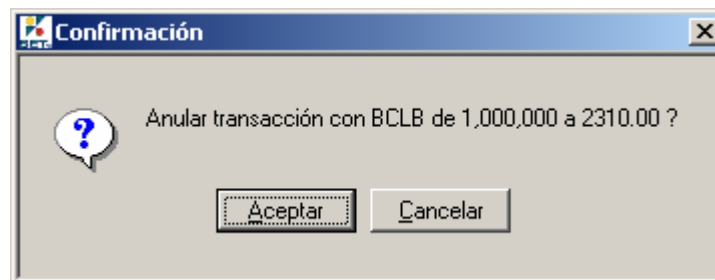 Confirmación
Anular transacción con BCLB de 1,000,000 a 2310.00 ?
Aceptar
Cancelar